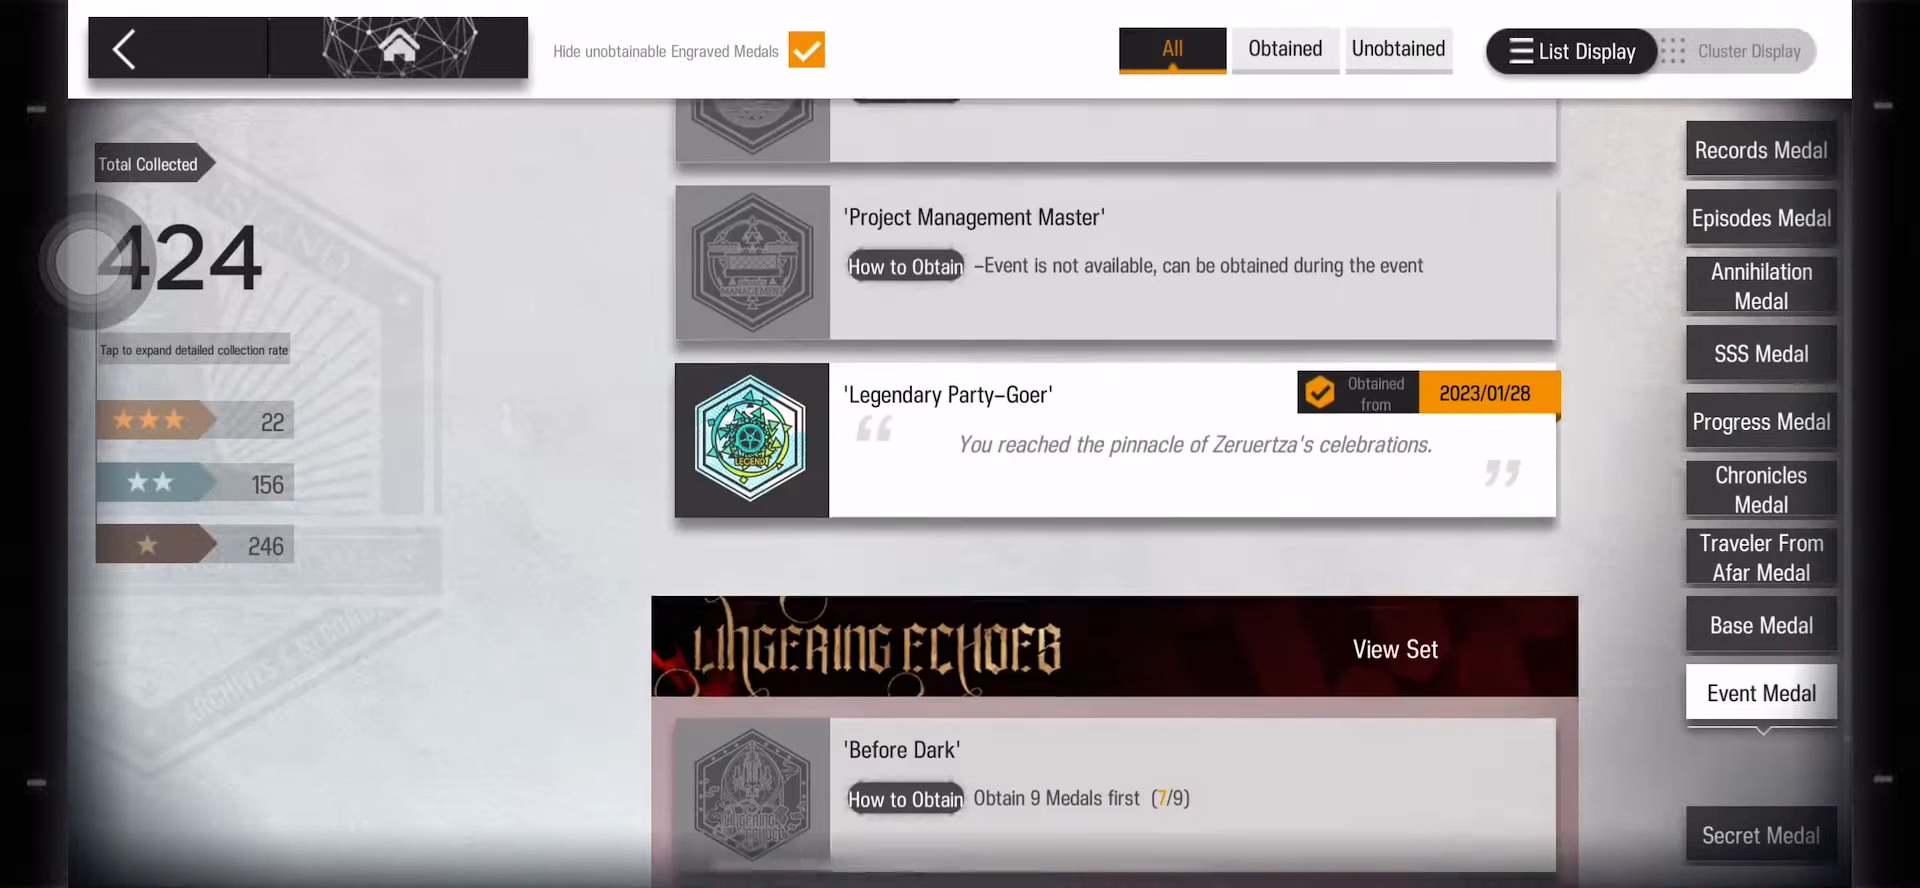 Hide unobtainable Engraved Medals
All
Obtained
Unobtained
List Display
Cluster Display
Total Collected
424
Tap to expand detailed collection rate
22
156
246
'Project Management Master'
How to Obtain
–Event is not available, can be obtained during the event
'Legendary Party–Goer'
Obtained
from
2023/01/28
“
You reached the pinnacle of Zeruertza's celebrations.
”
LEGEND
LINGERING ECHOES
View Set
'Before Dark'
How to Obtain
Obtain 9 Medals first (7/9)
Records Medal
Episodes Medal
Annihilation
Medal
SSS Medal
Progress Medal
Chronicles
Medal
Traveler From
Afar Medal
Base Medal
Event Medal
Secret Medal